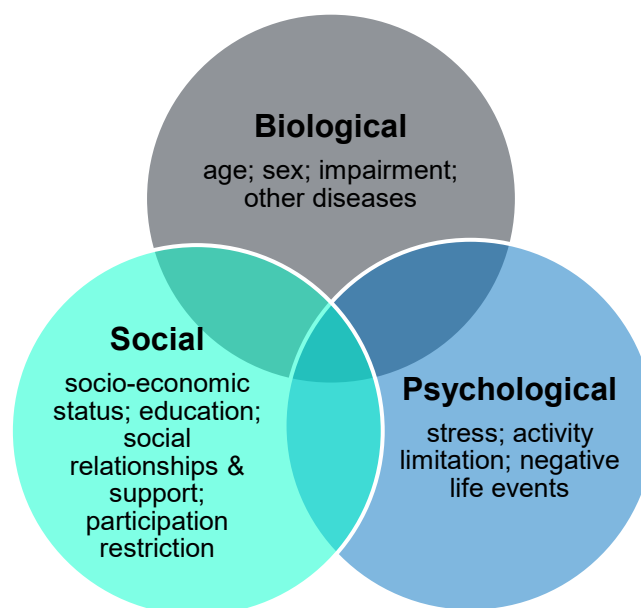 Biological
age; sex; impairment;
other diseases
Social
socio-economic
status; education;
social
relationships &
support;
participation
restriction
Psychological
stress; activity
limitation; negative
life events